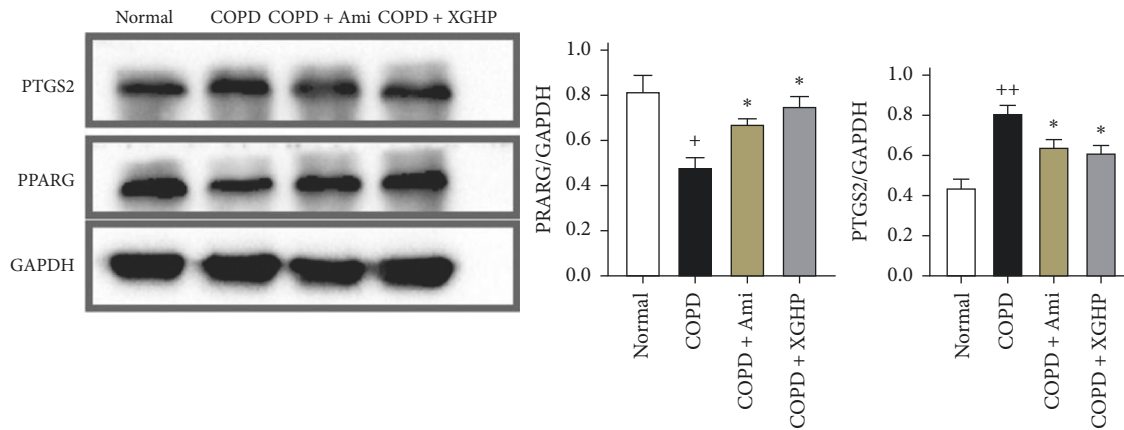 Normal COPD COPD + Ami COPD + XGHP
PTGS2
PPARG
GAPDH
PRARG/GAPDH
1.0
0.8
0.6
0.4
0.2
0.0
+
*
*
Normal
COPD
COPD + Ami
COPD + XGHP
PTGS2/GAPDH
1.0
0.8
0.6
0.4
0.2
0.0
++
*
*
Normal
COPD
COPD + Ami
COPD + XGHP